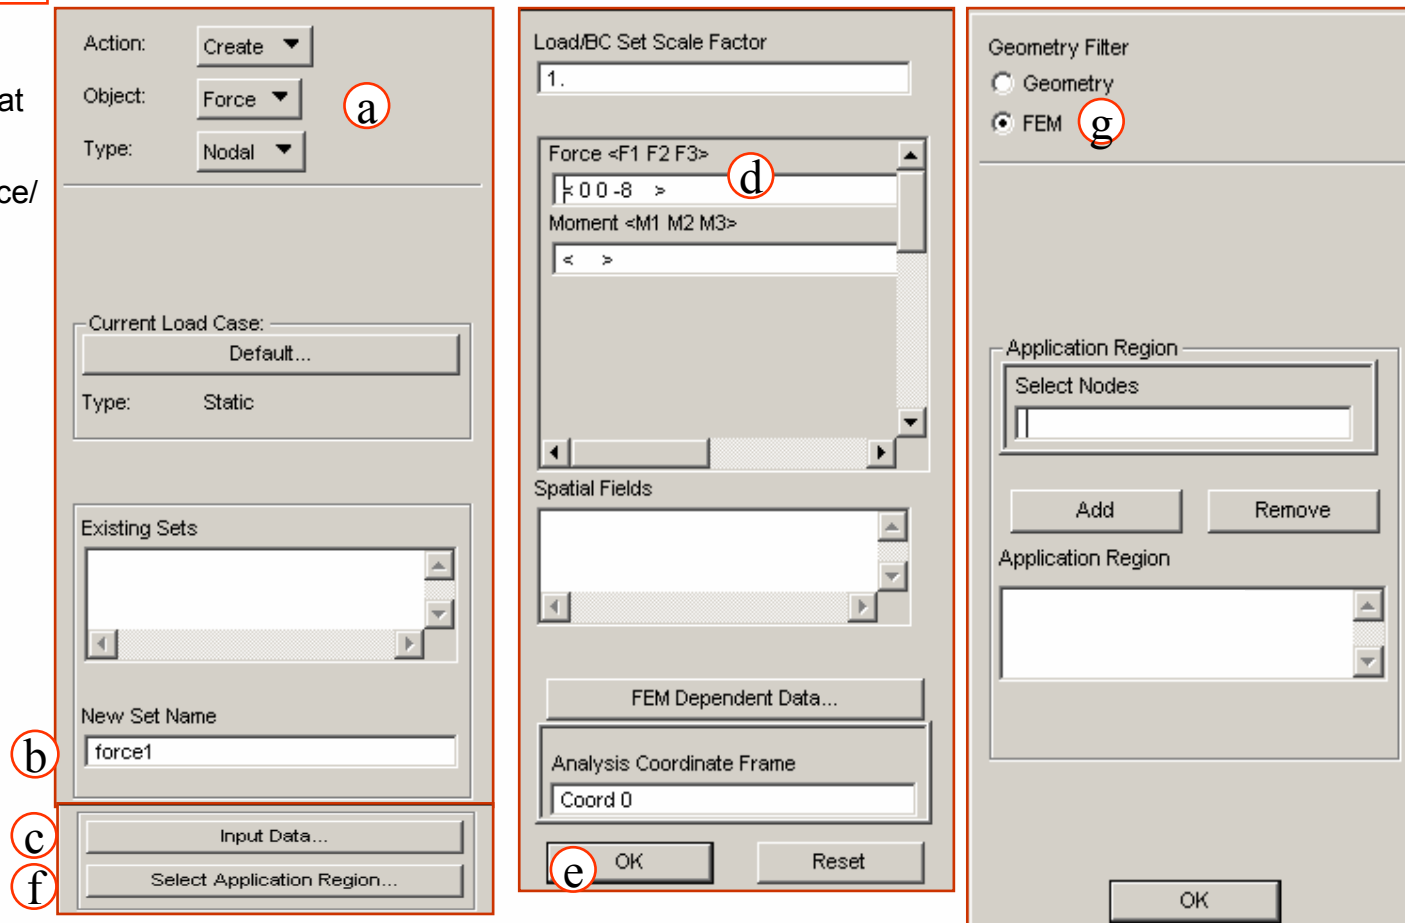 at
ce/
Action: Create
Object: Force
a
Type: Nodal
Current Load Case:
Default...
Type: Static
Existing Sets
New Set Name
b
force1
c
Input Data...
f
Select Application Region...
Load/BC Set Scale Factor
1.
Force <F1 F2 F3>
d
< 0 0 -8 >
Moment <M1 M2 M3>
< >
Spatial Fields
FEM Dependent Data...
Analysis Coordinate Frame
Coord 0
e
OK Reset
Geometry Filter
Geometry
FEM
g
Application Region
Select Nodes
Add Remove
Application Region
OK